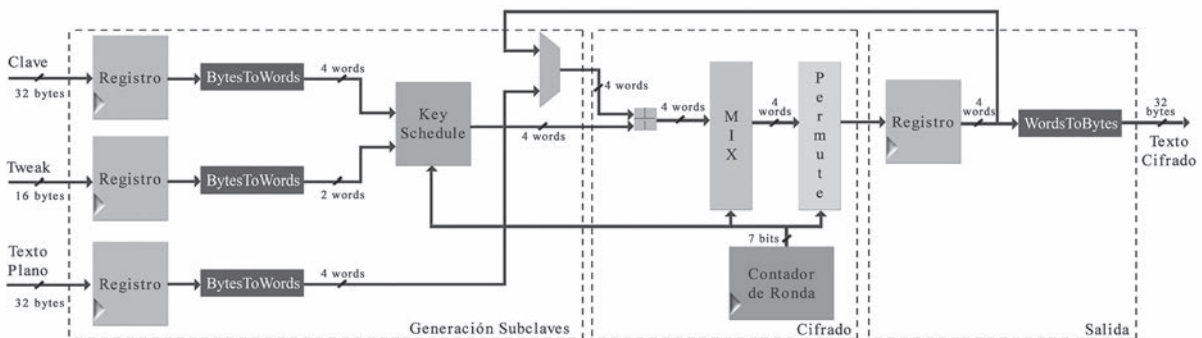 Clave
32 bytes
Registro
BytesToWords
4 words
Tweak
16 bytes
Registro
BytesToWords
2 words
Texto
Plano
32 bytes
Registro
BytesToWords
4 words
Key
Schedule
4 words
4 words
Generación Subclaves
4 words
MIX
4
words
Permute
7 bits
Contador
de Ronda
Cifrado
Registro
4
words
WordsToBytes
32
bytes
Texto
Cifrado
Salida